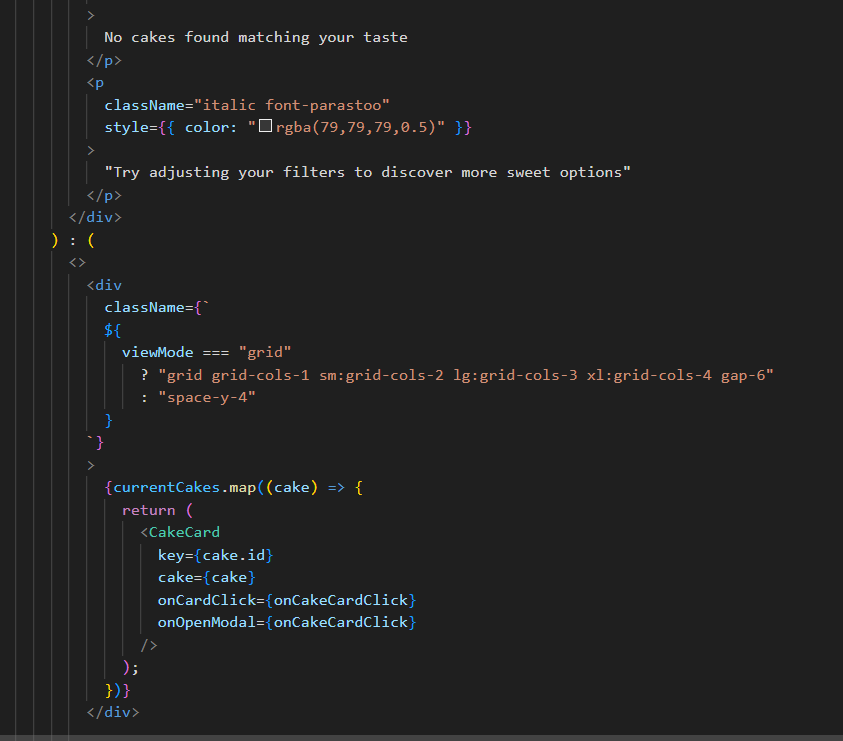 >
No cakes found matching your taste
</p>
<p
className="italic font-parastoo"
style={{ color: "rgba(79,79,79,0.5)" }}
>
"Try adjusting your filters to discover more sweet options"
</p>
</div>
) : (
<>
<div
className={`
${
viewMode === "grid"
? "grid grid-cols-1 sm:grid-cols-2 lg:grid-cols-3 xl:grid-cols-4 gap-6"
: "space-y-4"
}
`}
>
{currentCakes.map((cake) => {
return (
<CakeCard
key={cake.id}
cake={cake}
onCardClick={onCakeCardClick}
onOpenModal={onCakeCardClick}
/>
);
})}
</div>